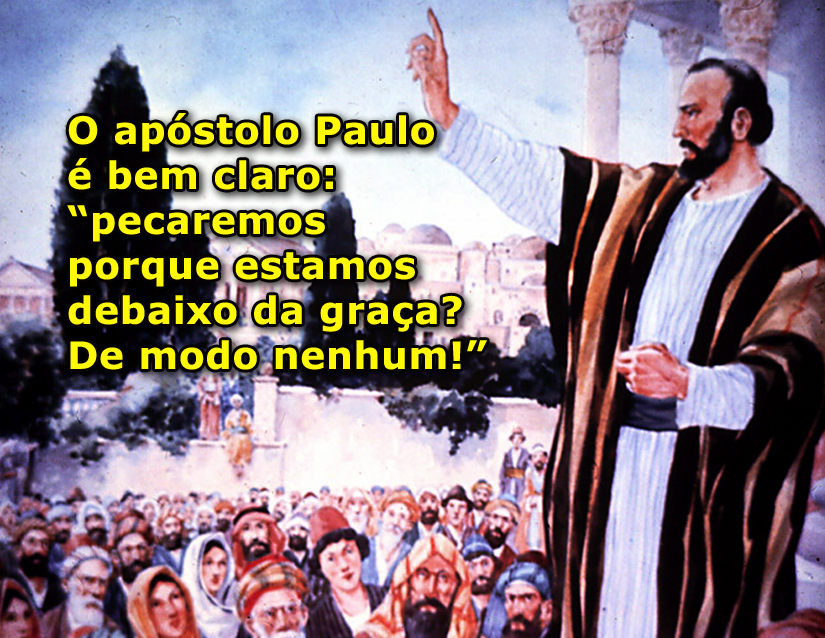 O apóstolo Paulo
é bem claro:
“pecaremos
porque estamos
debaixo da graça?
De modo nenhum!”